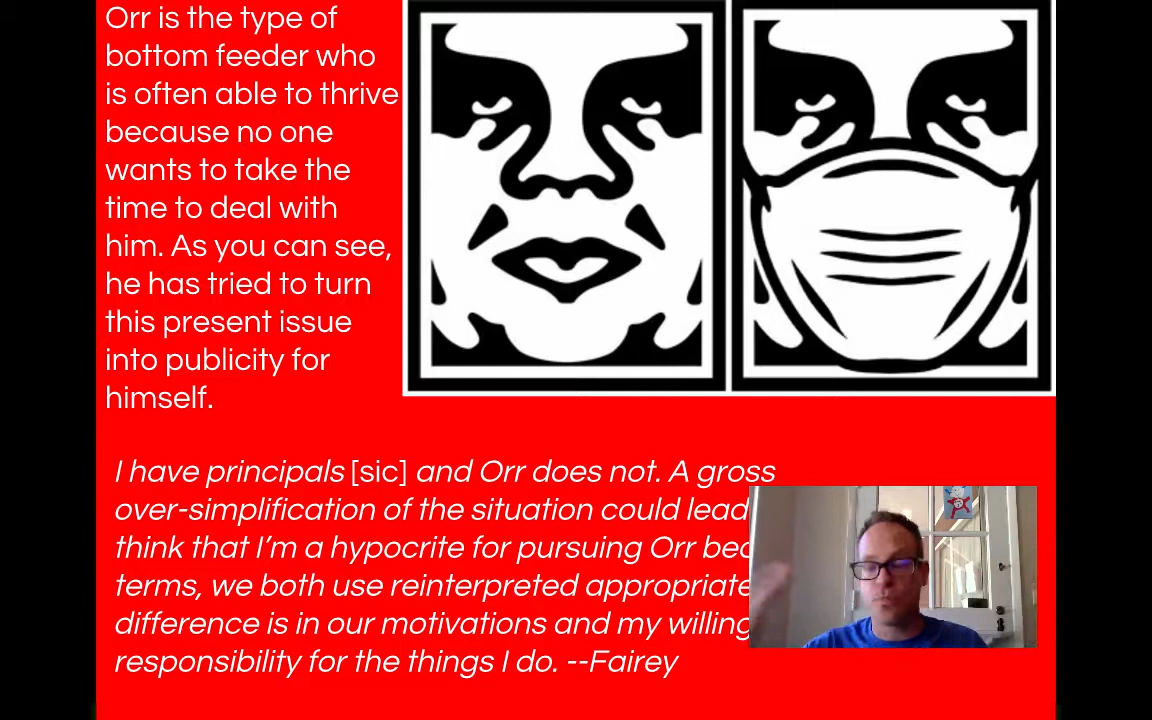 Orr is the type of
bottom feeder who
is often able to thrive
because no one
wants to take the
time to deal with
him. As you can see,
he has tried to turn
this present issue
into publicity for
himself.
I have principals [sic] and Orr does not. A gross
over-simplification of the situation could lead
think that I’m a hypocrite for pursuing Orr
terms, we both use reinterpreted
difference is in our motivations and my
responsibility for the things I do. --Fairey